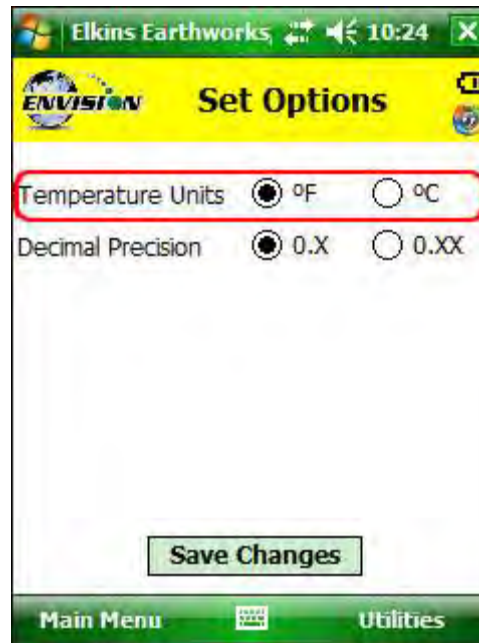 Elkins Earthworks, 10:24
ENVISION Set Options
Temperature Units ºF ºC
Decimal Precision 0.X 0.XX
Save Changes
Main Menu Utilities